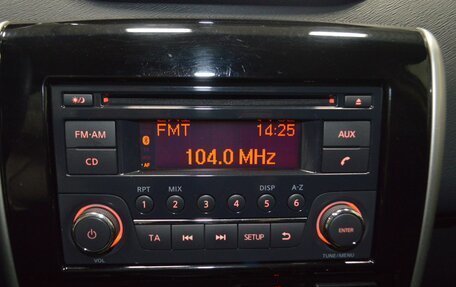 FMT 14:25
FM·AM AUX
104.0 MHz
CD
AF
RPT MIX DISP A-Z
1 2 3 4 5 6
TA SETUP ENTER
VOL TUNE/MENU